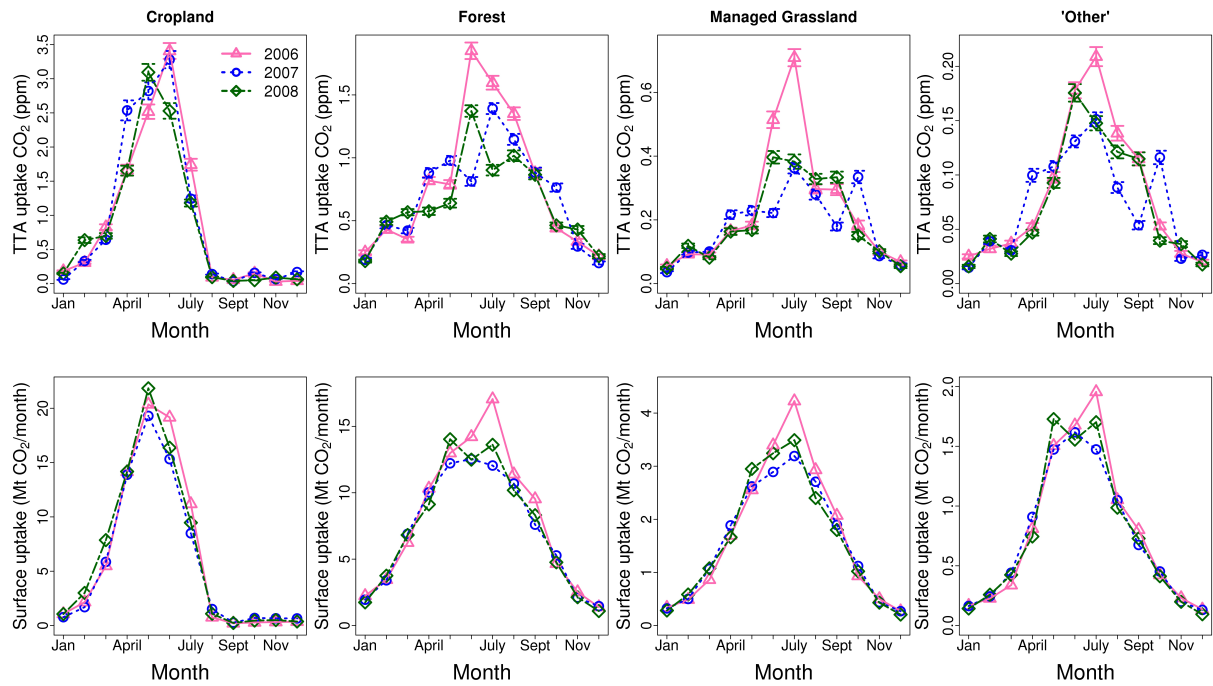 Cropland
Forest
Managed Grassland
'Other'
TTA uptake CO2 (ppm)
0.0 0.5 1.0 1.5 2.0 2.5 3.0 3.5
2006
2007
2008
Jan April July Sept Nov
Month
TTA uptake CO2 (ppm)
0.0 0.5 1.0 1.5
Jan April July Sept Nov
Month
TTA uptake CO2 (ppm)
0.0 0.2 0.4 0.6
Jan April July Sept Nov
Month
TTA uptake CO2 (ppm)
0.00 0.05 0.10 0.15 0.20
Jan April July Sept Nov
Month
Surface uptake (Mt CO2/month)
0 5 10 15 20
Jan April July Sept Nov
Month
Surface uptake (Mt CO2/month)
0 5 10 15
Jan April July Sept Nov
Month
Surface uptake (Mt CO2/month)
0 1 2 3 4
Jan April July Sept Nov
Month
Surface uptake (Mt CO2/month)
0.0 0.5 1.0 1.5 2.0
Jan April July Sept Nov
Month